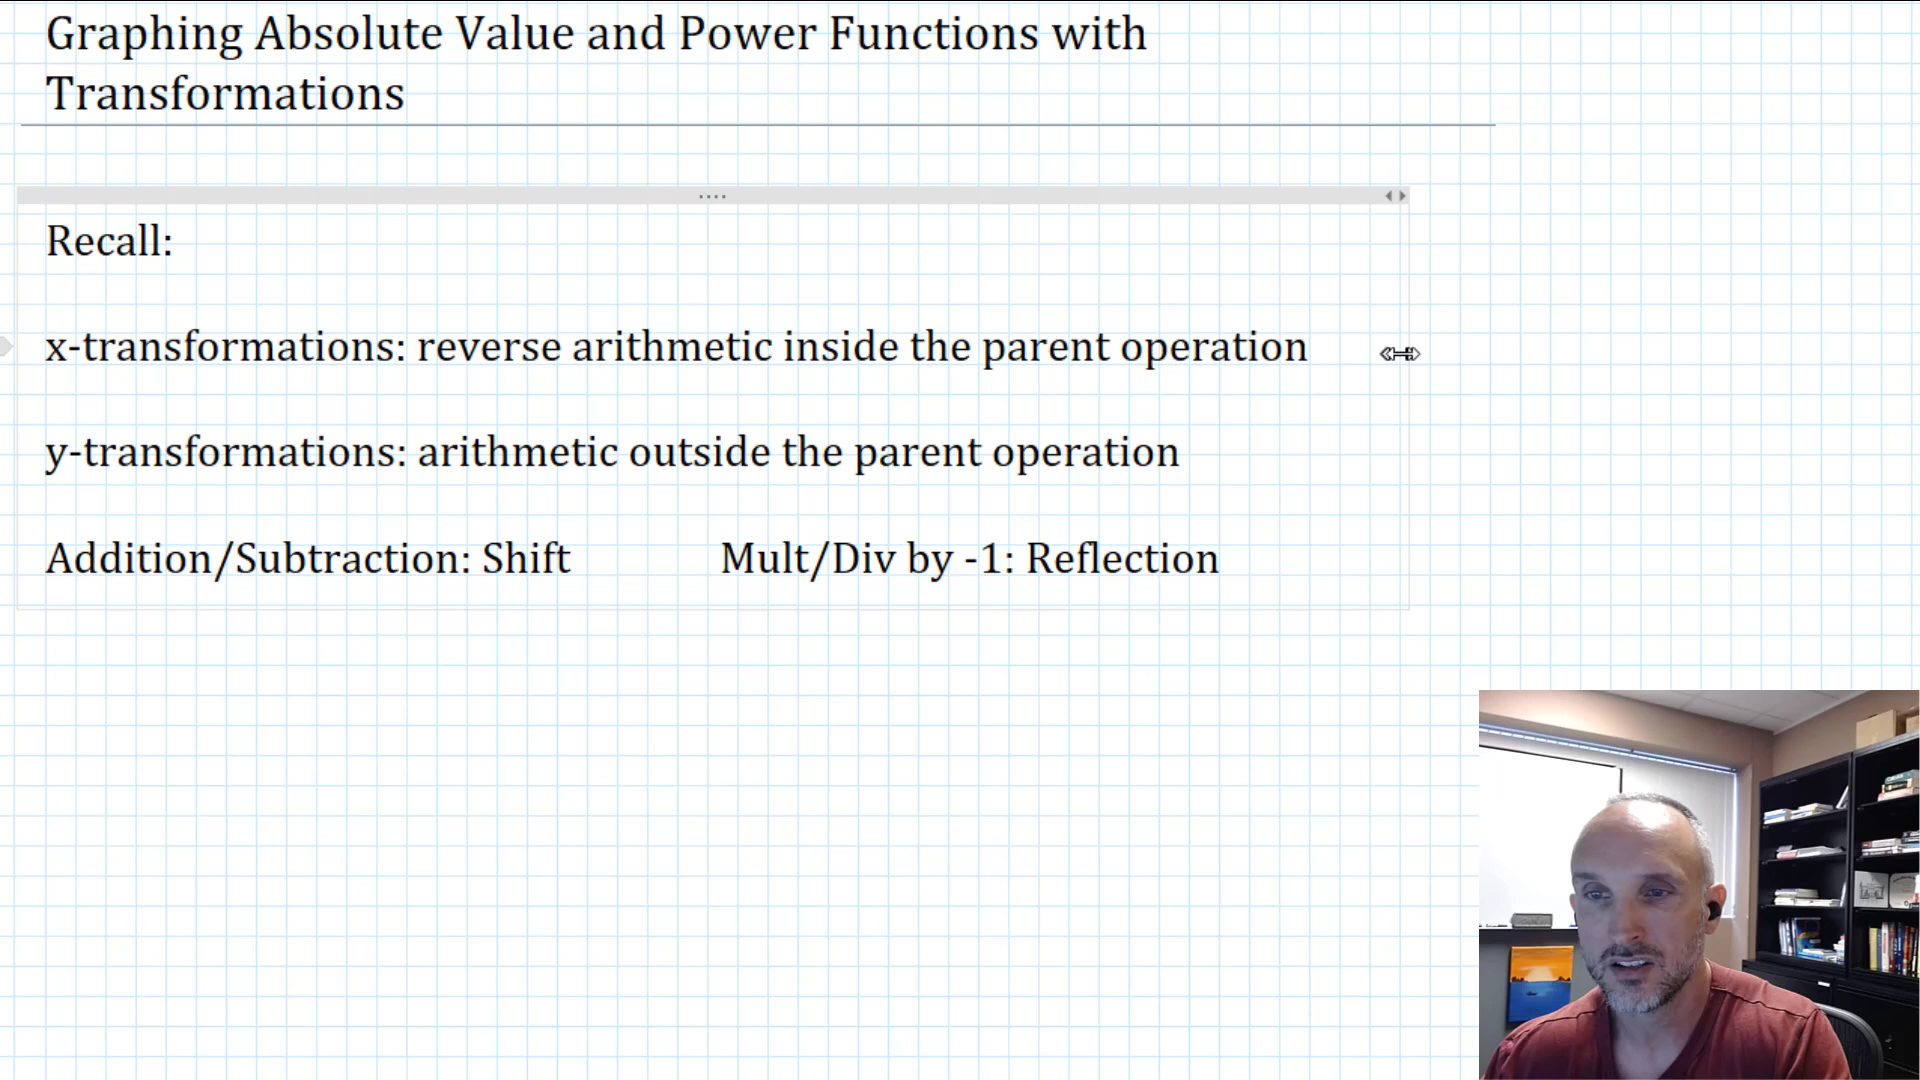 Graphing Absolute Value and Power Functions with
Transformations
Recall:
x-transformations: reverse arithmetic inside the parent operation
y-transformations: arithmetic outside the parent operation
Addition/Subtraction: Shift Mult/Div by -1: Reflection